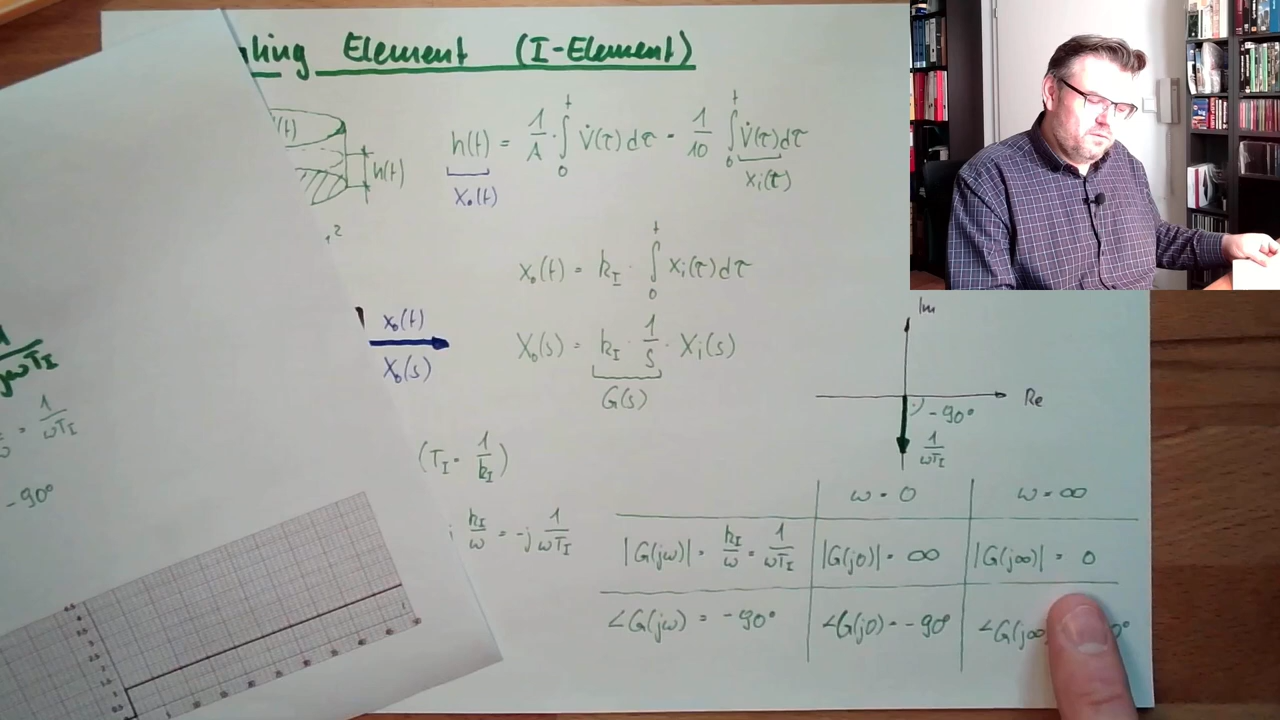 Element (I-Element)
h(t) = 1/A · ∫₀ᵗ V̇(τ)dτ = 1/10 ∫₀ᵗ V̇(τ)dτ
h(t)
x₀(t)
xᵢ(τ)
x₀(t) = k_I · ∫₀ᵗ xᵢ(τ)dτ
x₀(t)
X₀(s)
X₀(s) = k_I · 1/s · Xᵢ(s)
G(s)
Im
Re
-90°
1/ωT_I
1/ωT_I
-90°
(T_I = 1/k_I)
k_I/ω = -j 1/ωT_I
ω = 0
ω = ∞
|G(jω)| = k_I/ω = 1/ωT_I
|G(j0)| = ∞
|G(j∞)| = 0
∠G(jω) = -90°
∠G(j0) = -90°
∠G(j∞